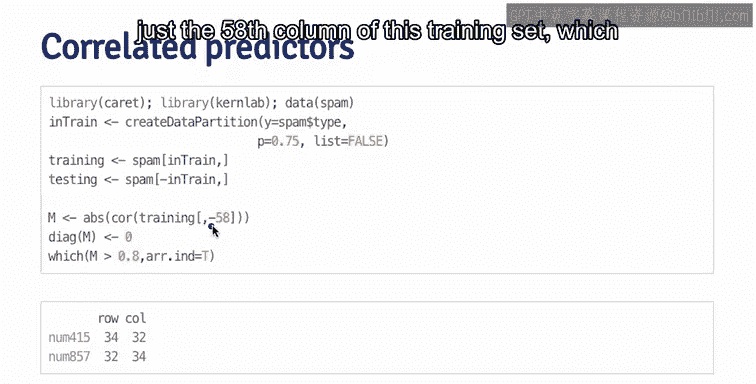 just the 58th column of this training set, which
Correlated predictors
library(caret); library(kernlab); data(spam)
inTrain <- createDataPartition(y=spam$type,
p=0.75, list=FALSE)
training <- spam[inTrain,]
testing <- spam[-inTrain,]
M <- abs(cor(training[,-58]))
diag(M) <- 0
which(M > 0.8,arr.ind=T)
row col
num415 34 32
num857 32 34